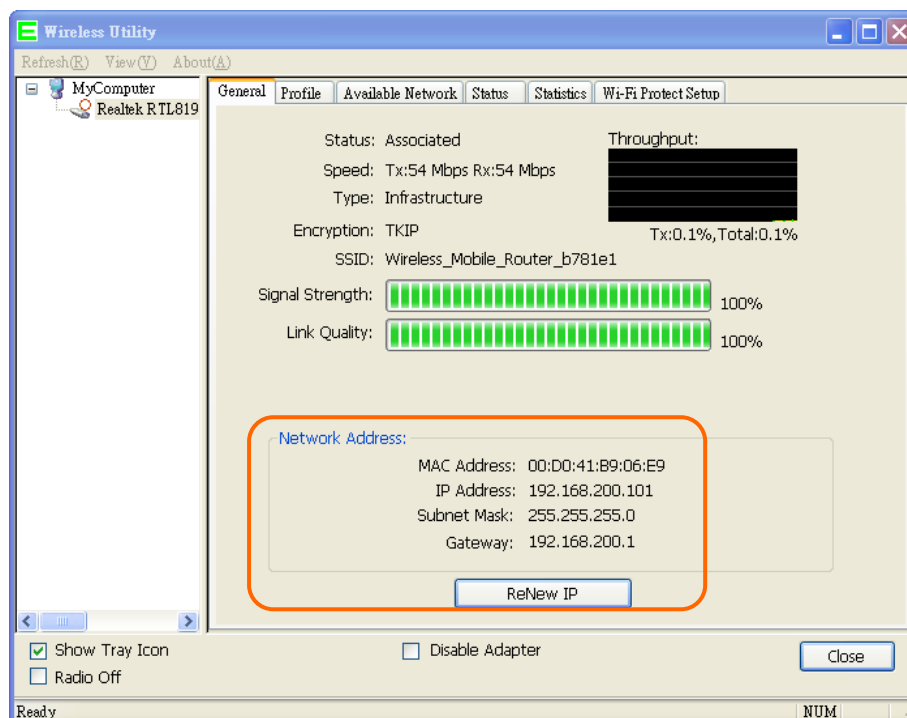 Wireless Utility
Refresh(R) View(V) About(A)
MyComputer
Realtek RTL819
General Profile Available Network Status Statistics Wi-Fi Protect Setup
Status: Associated
Throughput:
Speed: Tx:54 Mbps Rx:54 Mbps
Type: Infrastructure
Encryption: TKIP
Tx:0.1%,Total:0.1%
SSID: Wireless_Mobile_Router_b781e1
Signal Strength: 100%
Link Quality: 100%
Network Address:
MAC Address: 00:D0:41:B9:06:E9
IP Address: 192.168.200.101
Subnet Mask: 255.255.255.0
Gateway: 192.168.200.1
ReNew IP
Show Tray Icon
Disable Adapter
Radio Off
Close
Ready
NUM